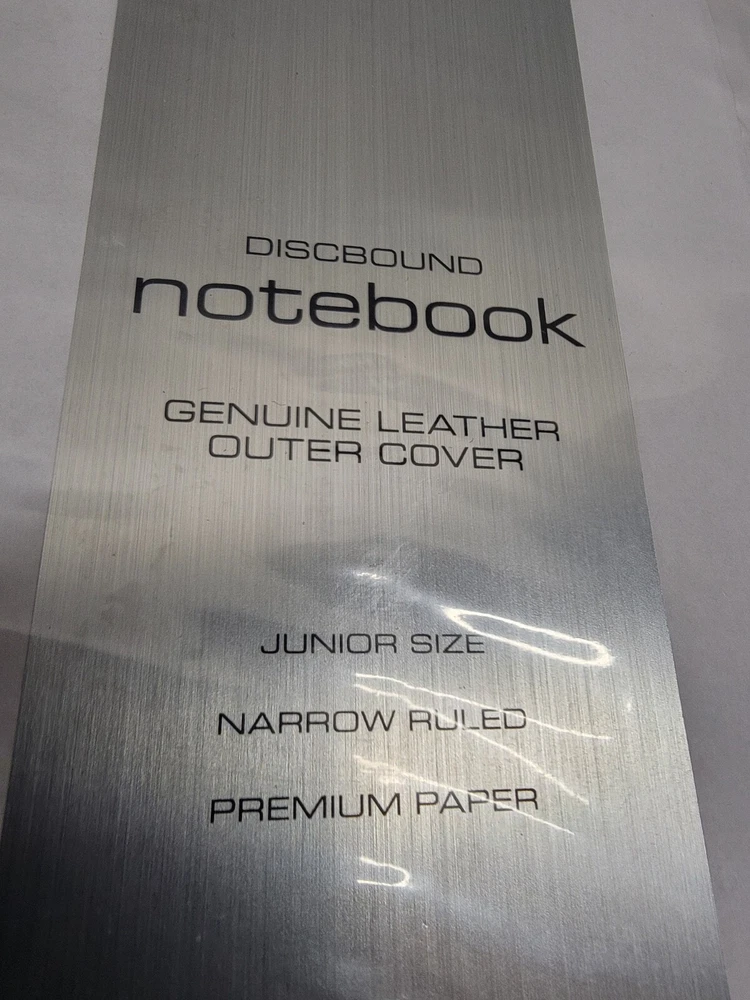 DISCBOUND
notebook
GENUINE LEATHER
OUTER COVER
JUNIOR SIZE
NARROW RULED
PREMIUM PAPER